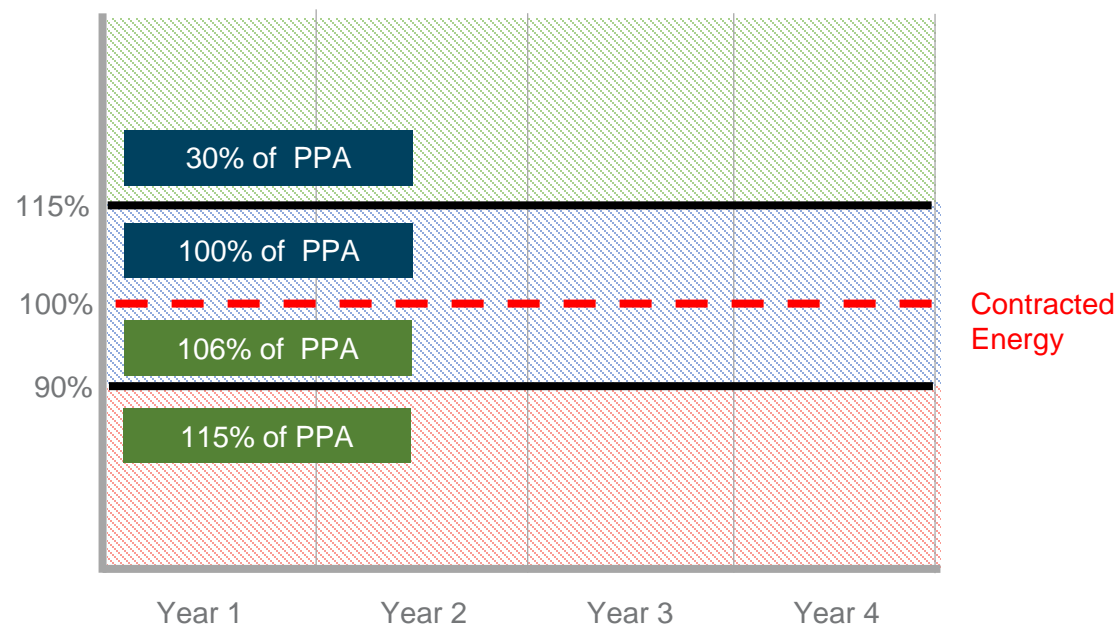 30% of PPA
115%
100% of PPA
100%
Contracted
Energy
106% of PPA
90%
115% of PPA
Year 1
Year 2
Year 3
Year 4